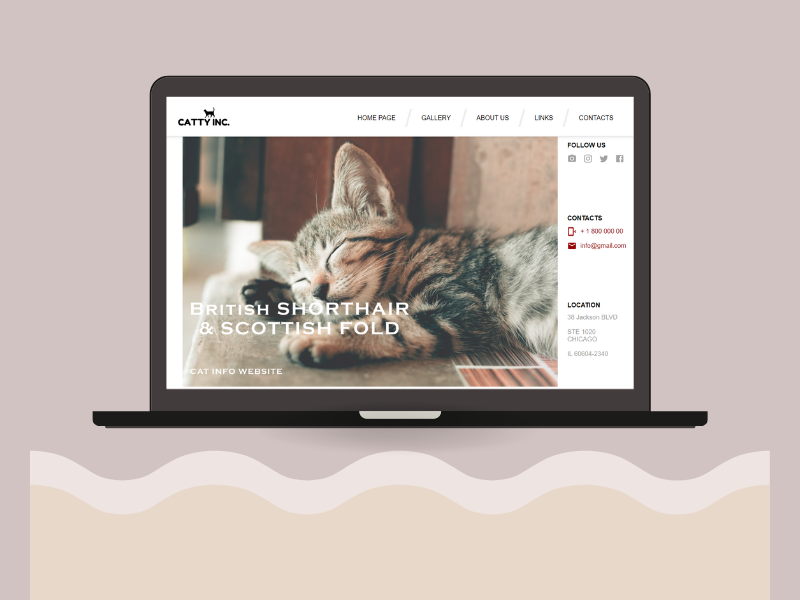 CATTY INC.
HOME PAGE
GALLERY
ABOUT US
LINKS
CONTACTS
British SHORTHAIR
& SCOTTISH FOLD
CAT INFO WEBSITE
FOLLOW US
CONTACTS
+ 1 800 000 00
info@gmail.com
LOCATION
38 Jackson BLVD
STE 1020
CHICAGO
IL 60604-2340